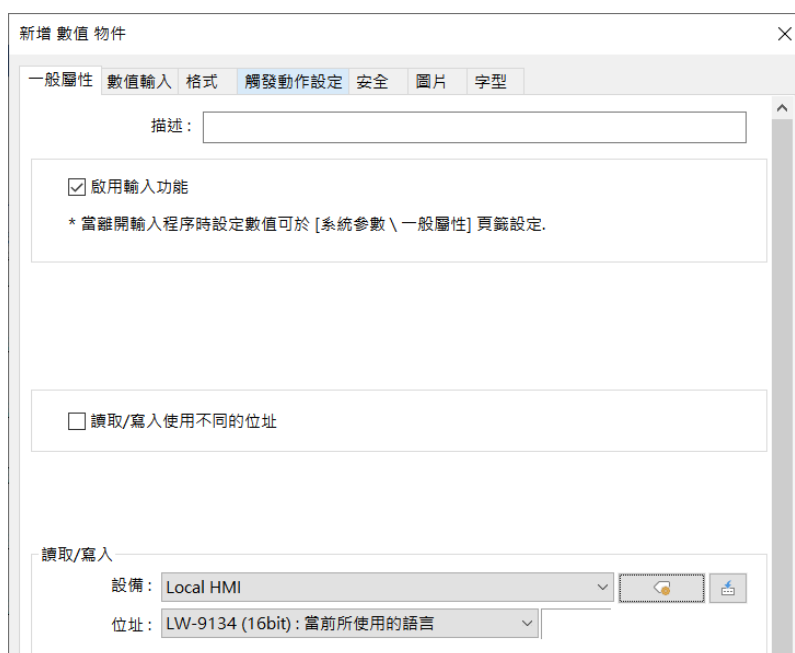 新增 數值 物件
一般屬性 數值輸入 格式 觸發動作設定 安全 圖片 字型
描述 :
啟用輸入功能
* 當離開輸入程序時設定數值可於 [系統參數 \ 一般屬性] 頁籤設定.
讀取/寫入使用不同的位址
讀取/寫入
設備 : Local HMI
位址 : LW-9134 (16bit) : 當前所使用的語言